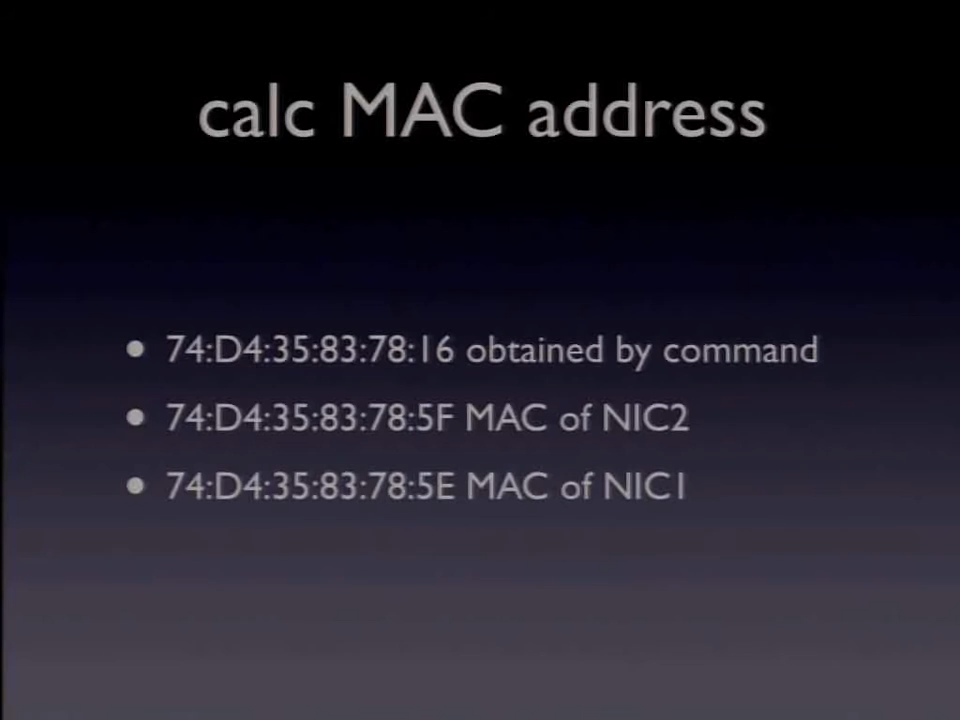 calc MAC address
• 74:D4:35:83:78:16 obtained by command
• 74:D4:35:83:78:5F MAC of NIC2
• 74:D4:35:83:78:5E MAC of NIC1